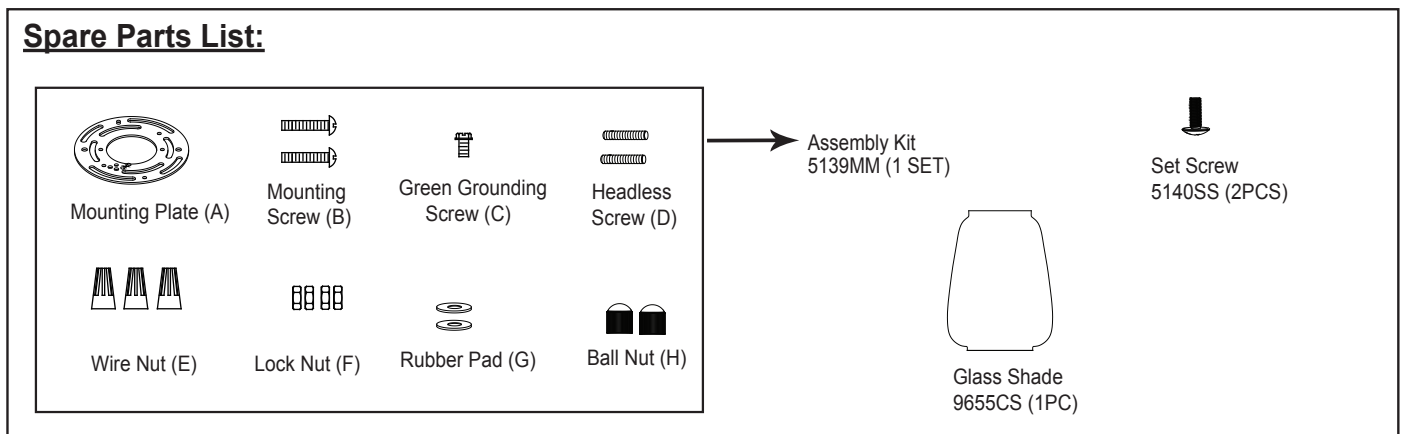 Spare Parts List:
Mounting Plate (A)
Mounting
Screw (B)
Green Grounding
Screw (C)
Headless
Screw (D)
Wire Nut (E)
Lock Nut (F)
Rubber Pad (G)
Ball Nut (H)
Assembly Kit
5139MM (1 SET)
Set Screw
5140SS (2PCS)
Glass Shade
9655CS (1PC)